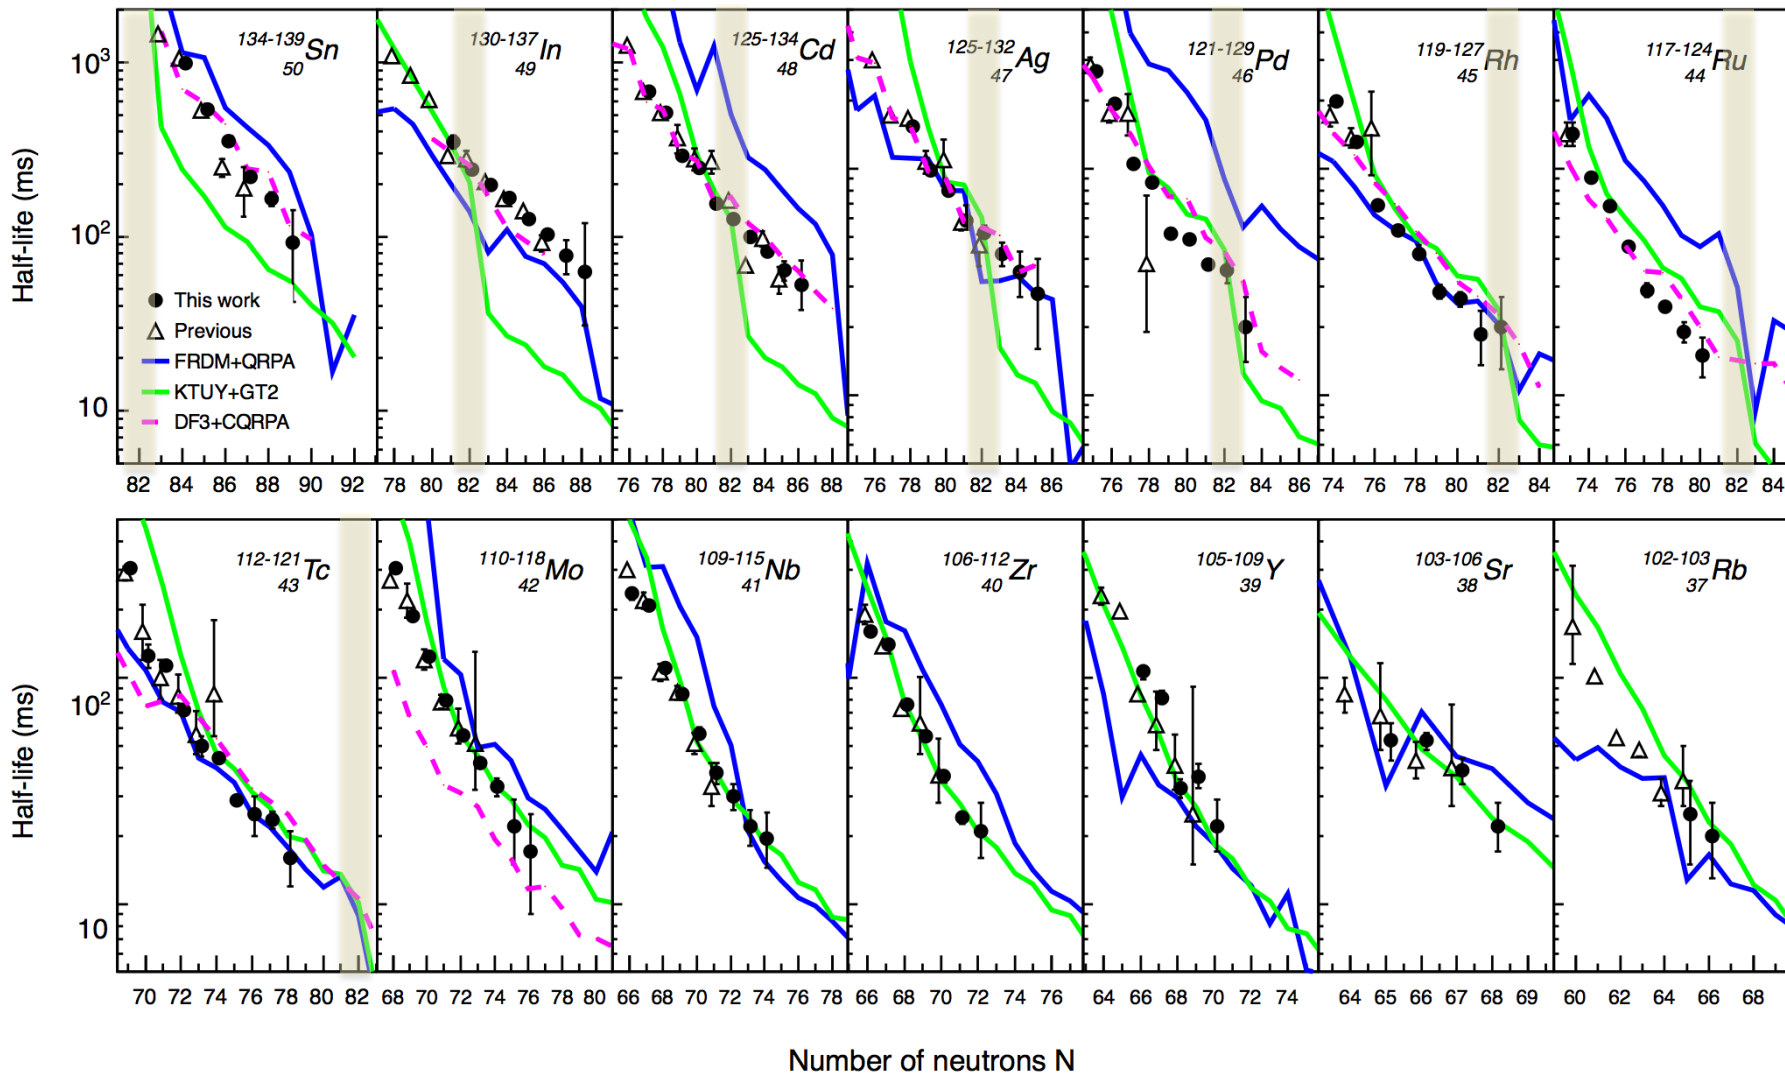 Half-life (ms)
10³
10²
10
134-139
50 Sn
130-137
49 In
125-134
48 Cd
125-132
47 Ag
121-129
46 Pd
119-127
45 Rh
117-124
44 Ru
This work
Previous
FRDM+QRPA
KTUY+GT2
DF3+CQRPA
82 84 86 88 90 92
78 80 82 84 86 88
76 78 80 82 84 86 88
76 78 80 82 84 86
76 78 80 82 84 86
74 76 78 80 82 84
74 76 78 80 82 84
Half-life (ms)
10²
10
112-121
43 Tc
110-118
42 Mo
109-115
41 Nb
106-112
40 Zr
105-109
39 Y
103-106
38 Sr
102-103
37 Rb
70 72 74 76 78 80 82
68 70 72 74 76 78 80
66 68 70 72 74 76 78
66 68 70 72 74 76
64 66 68 70 72 74
64 65 66 67 68 69
60 62 64 66 68
Number of neutrons N